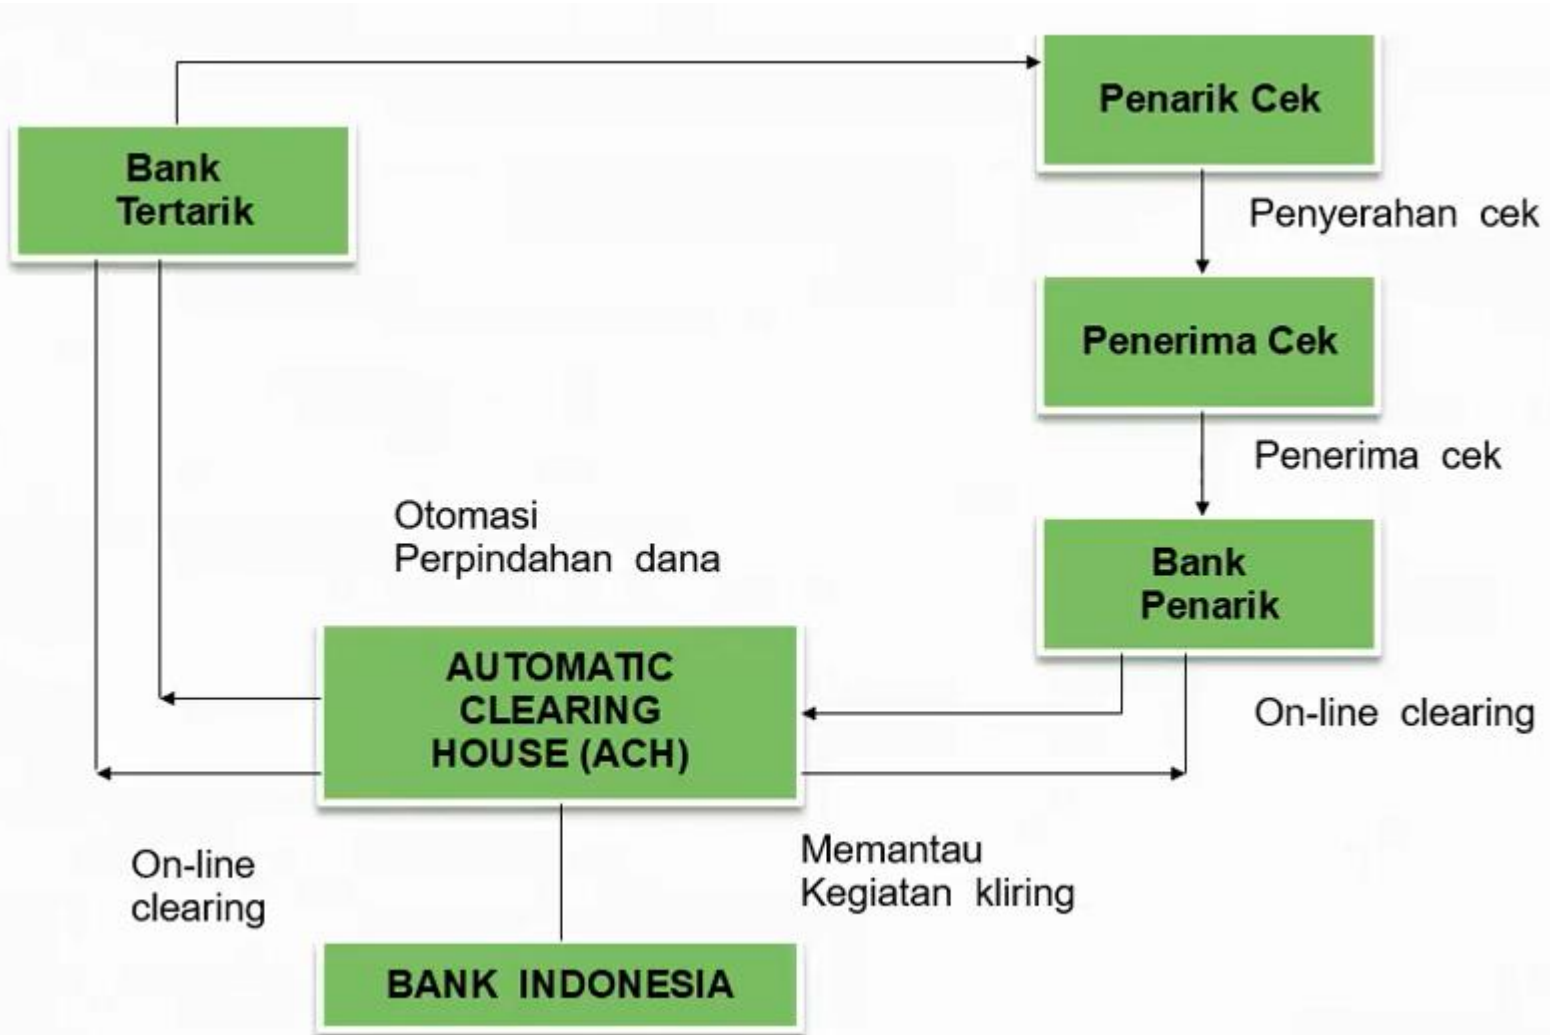 Penarik Cek
Bank
Tertarik
Penyerahan cek
Penerima Cek
Penerima cek
Otomasi
Perpindahan dana
Bank
Penarik
AUTOMATIC
CLEARING
HOUSE (ACH)
On-line clearing
On-line
clearing
Memantau
Kegiatan kliring
BANK INDONESIA